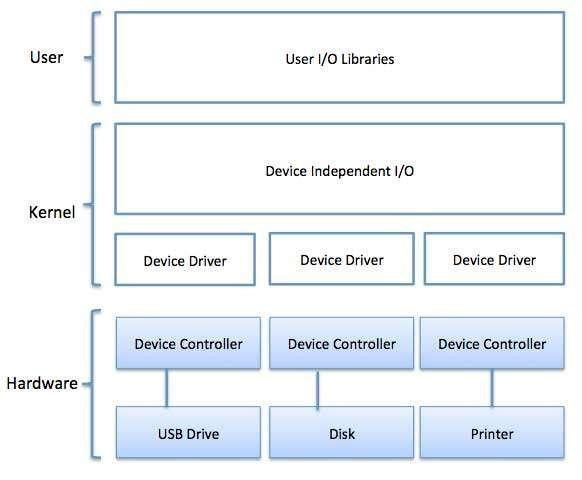 User
User I/O Libraries
Kernel
Device Independent I/O
Device Driver
Device Driver
Device Driver
Hardware
Device Controller
Device Controller
Device Controller
USB Drive
Disk
Printer